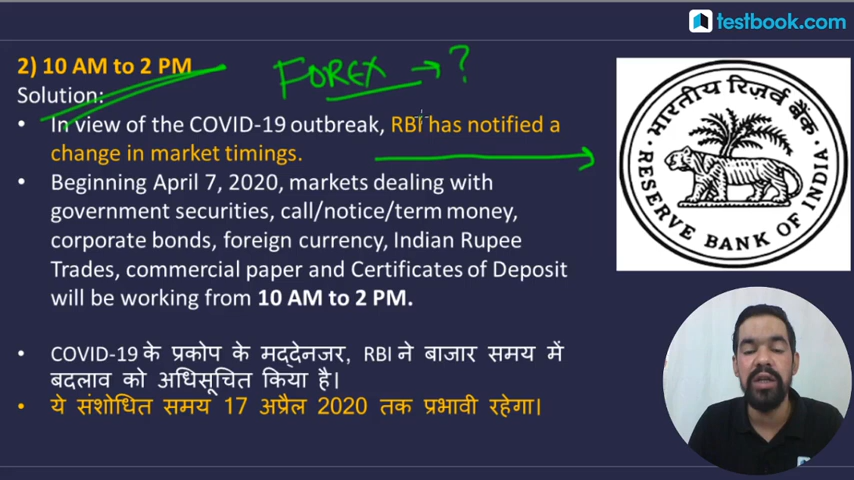 testbook.com
2) 10 AM to 2 PM
FOREX → ?
Solution:
• In view of the COVID-19 outbreak, RBI has notified a
change in market timings.
• Beginning April 7, 2020, markets dealing with
government securities, call/notice/term money,
corporate bonds, foreign currency, Indian Rupee
Trades, commercial paper and Certificates of Deposit
will be working from 10 AM to 2 PM.
• COVID-19 के प्रकोप के मद्देनजर, RBI ने बाजार समय में
बदलाव को अधिसूचित किया है।
• ये संशोधित समय 17 अप्रैल 2020 तक प्रभावी रहेगा।
भारतीय रिज़र्व बैंक
RESERVE BANK OF INDIA